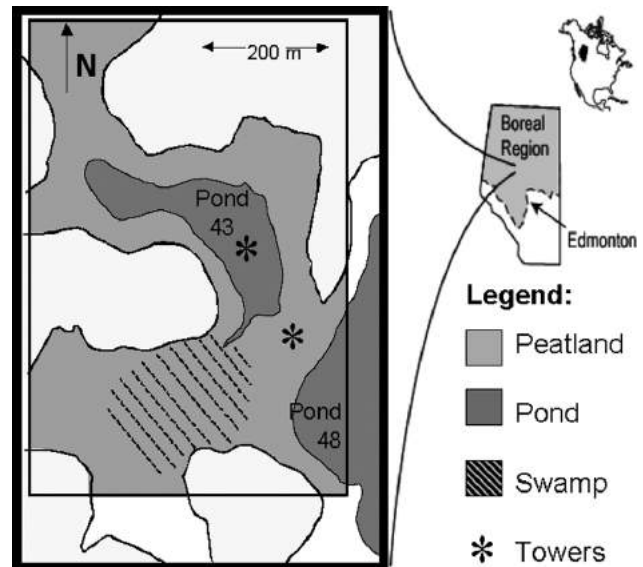 N
200 m
Pond
43
Pond
48
Boreal
Region
Edmonton
Legend:
Peatland
Pond
Swamp
Towers